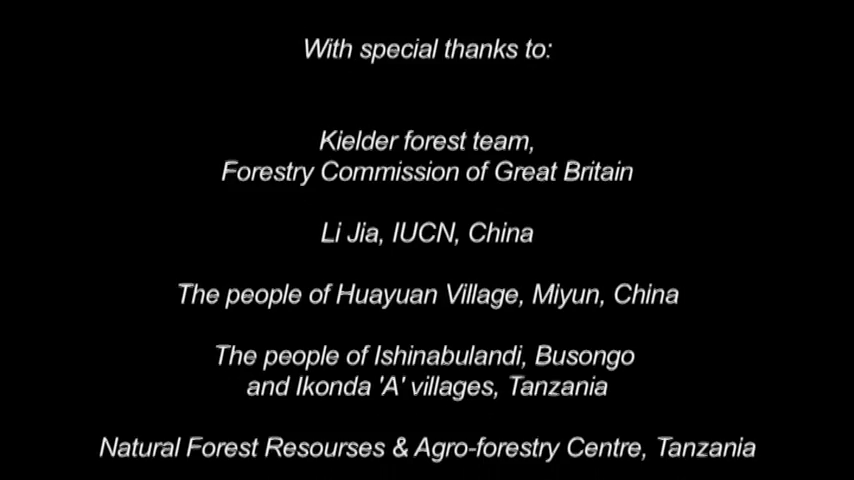 With special thanks to:
Kielder forest team,
Forestry Commission of Great Britain
Li Jia, IUCN, China
The people of Huayuan Village, Miyun, China
The people of Ishinabulandi, Busongo
and Ikonda 'A' villages, Tanzania
Natural Forest Resourses & Agro-forestry Centre, Tanzania